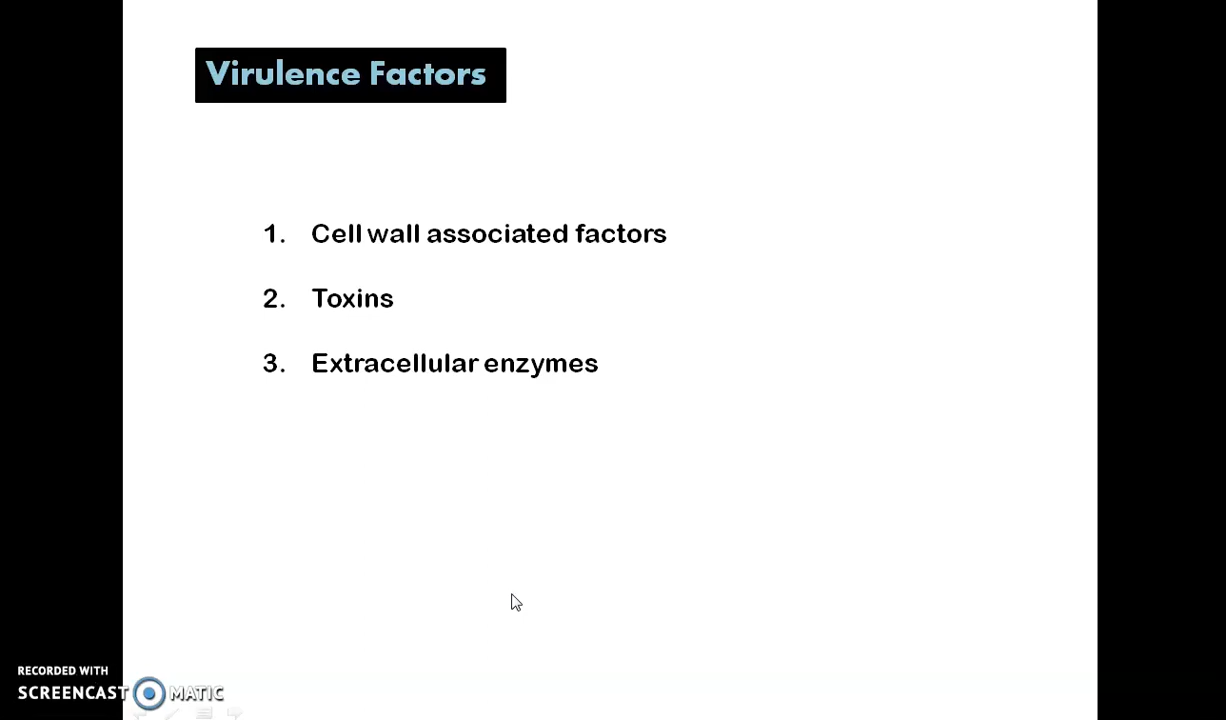 Virulence Factors
1. Cell wall associated factors
2. Toxins
3. Extracellular enzymes
RECORDED WITH
SCREENCAST MATIC